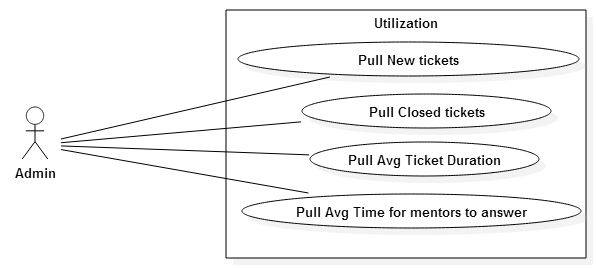 Utilization
Pull New tickets
Pull Closed tickets
Pull Avg Ticket Duration
Admin
Pull Avg Time for mentors to answer